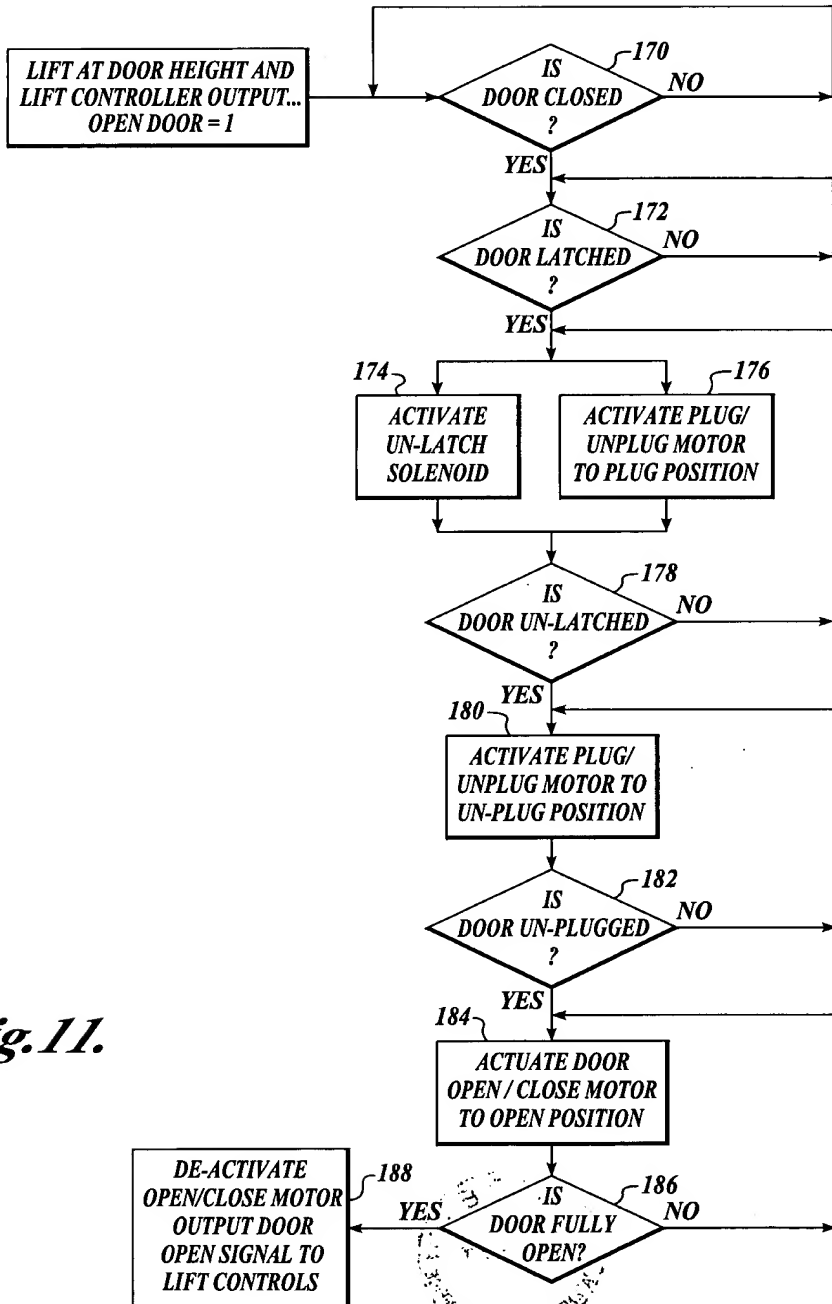 LIFT AT DOOR HEIGHT AND
LIFT CONTROLLER OUTPUT...
OPEN DOOR = 1
170
IS
DOOR CLOSED
?
NO
YES
172
IS
DOOR LATCHED
?
NO
YES
174
ACTIVATE
UN-LATCH
SOLENOID
176
ACTIVATE PLUG/
UNPLUG MOTOR
TO PLUG POSITION
178
IS
DOOR UN-LATCHED
?
NO
YES
180
ACTIVATE PLUG/
UNPLUG MOTOR TO
UN-PLUG POSITION
182
IS
DOOR UN-PLUGGED
?
NO
YES
184
ACTUATE DOOR
OPEN / CLOSE MOTOR
TO OPEN POSITION
186
IS
DOOR FULLY
OPEN?
NO
YES
188
DE-ACTIVATE
OPEN/CLOSE MOTOR
OUTPUT DOOR
OPEN SIGNAL TO
LIFT CONTROLS
g.11.